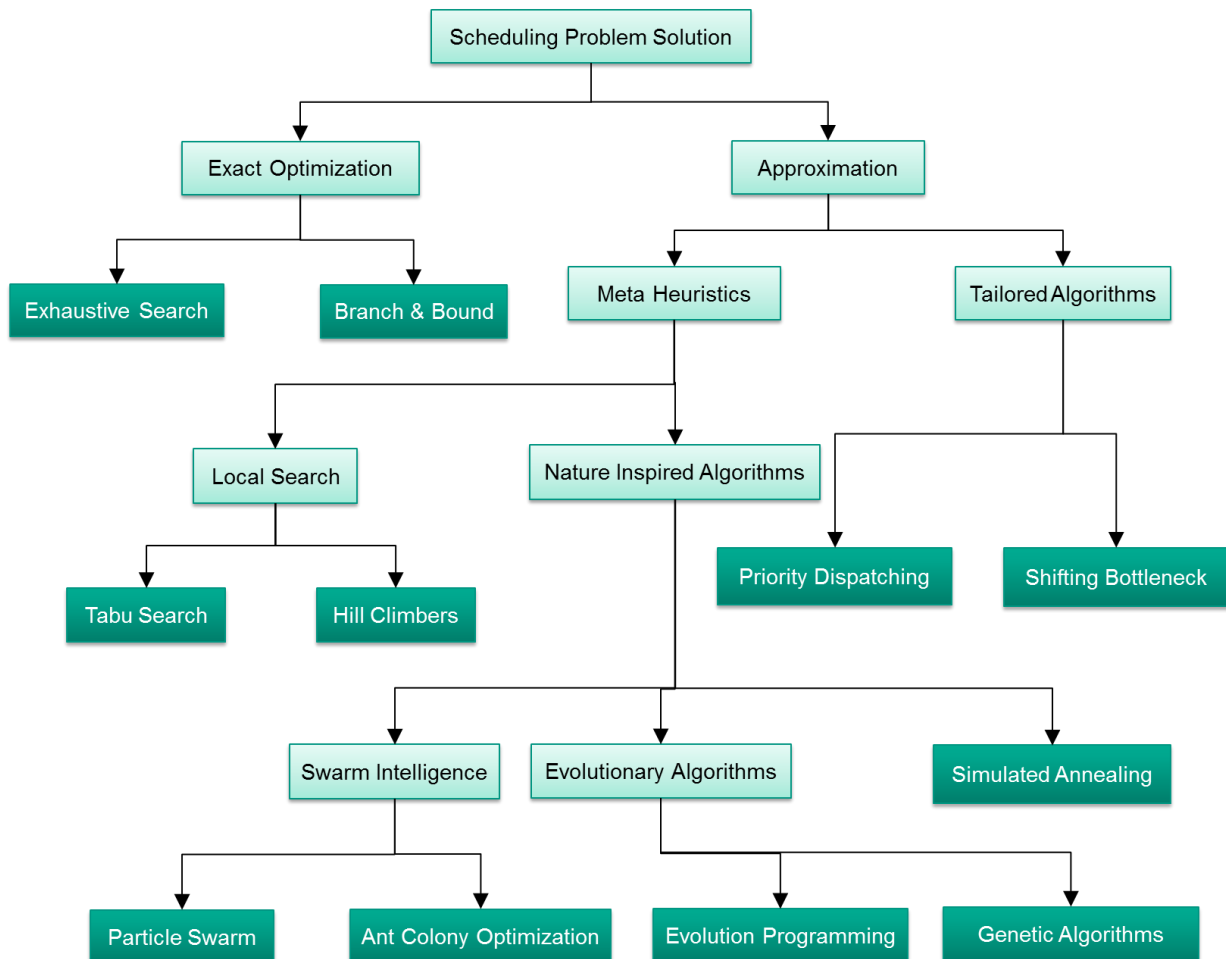 Scheduling Problem Solution
Exact Optimization
Approximation
Exhaustive Search
Branch & Bound
Meta Heuristics
Tailored Algorithms
Local Search
Nature Inspired Algorithms
Tabu Search
Hill Climbers
Priority Dispatching
Shifting Bottleneck
Swarm Intelligence
Evolutionary Algorithms
Simulated Annealing
Particle Swarm
Ant Colony Optimization
Evolution Programming
Genetic Algorithms